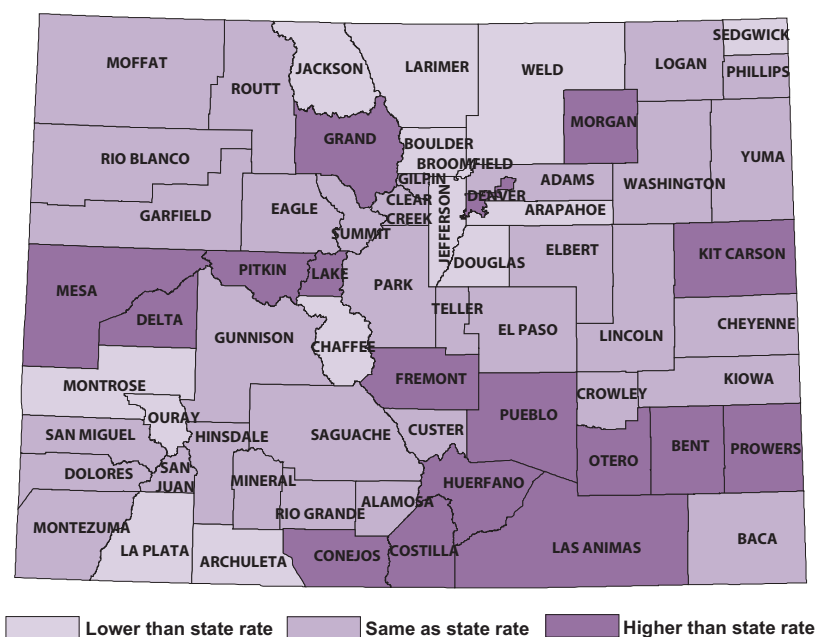 SEDGWICK
MOFFAT
JACKSON
LARIMER
WELD
LOGAN
PHILLIPS
ROUTT
GRAND
MORGAN
RIO BLANCO
BOULDER
BROOMFIELD
YUMA
GILPIN
ADAMS
WASHINGTON
CLEAR
CREEK
DENVER
GARFIELD
EAGLE
JEFFERSON
ARAPAHOE
SUMMIT
DOUGLAS
ELBERT
KIT CARSON
PITKIN
LAKE
MESA
PARK
TELLER
DELTA
GUNNISON
CHAFFEE
EL PASO
LINCOLN
CHEYENNE
MONTROSE
FREMONT
CROWLEY
KIOWA
OURAY
PUEBLO
SAN MIGUEL
HINSDALE
SAGUACHE
CUSTER
OTERO
BENT
PROWERS
DOLORES
SAN
JUAN
MINERAL
HUERFANO
RIO GRANDE
ALAMOSA
MONTEZUMA
LA PLATA
ARCHULETA
CONEJOS
COSTILLA
LAS ANIMAS
BACA
Lower than state rate
Same as state rate
Higher than state rate